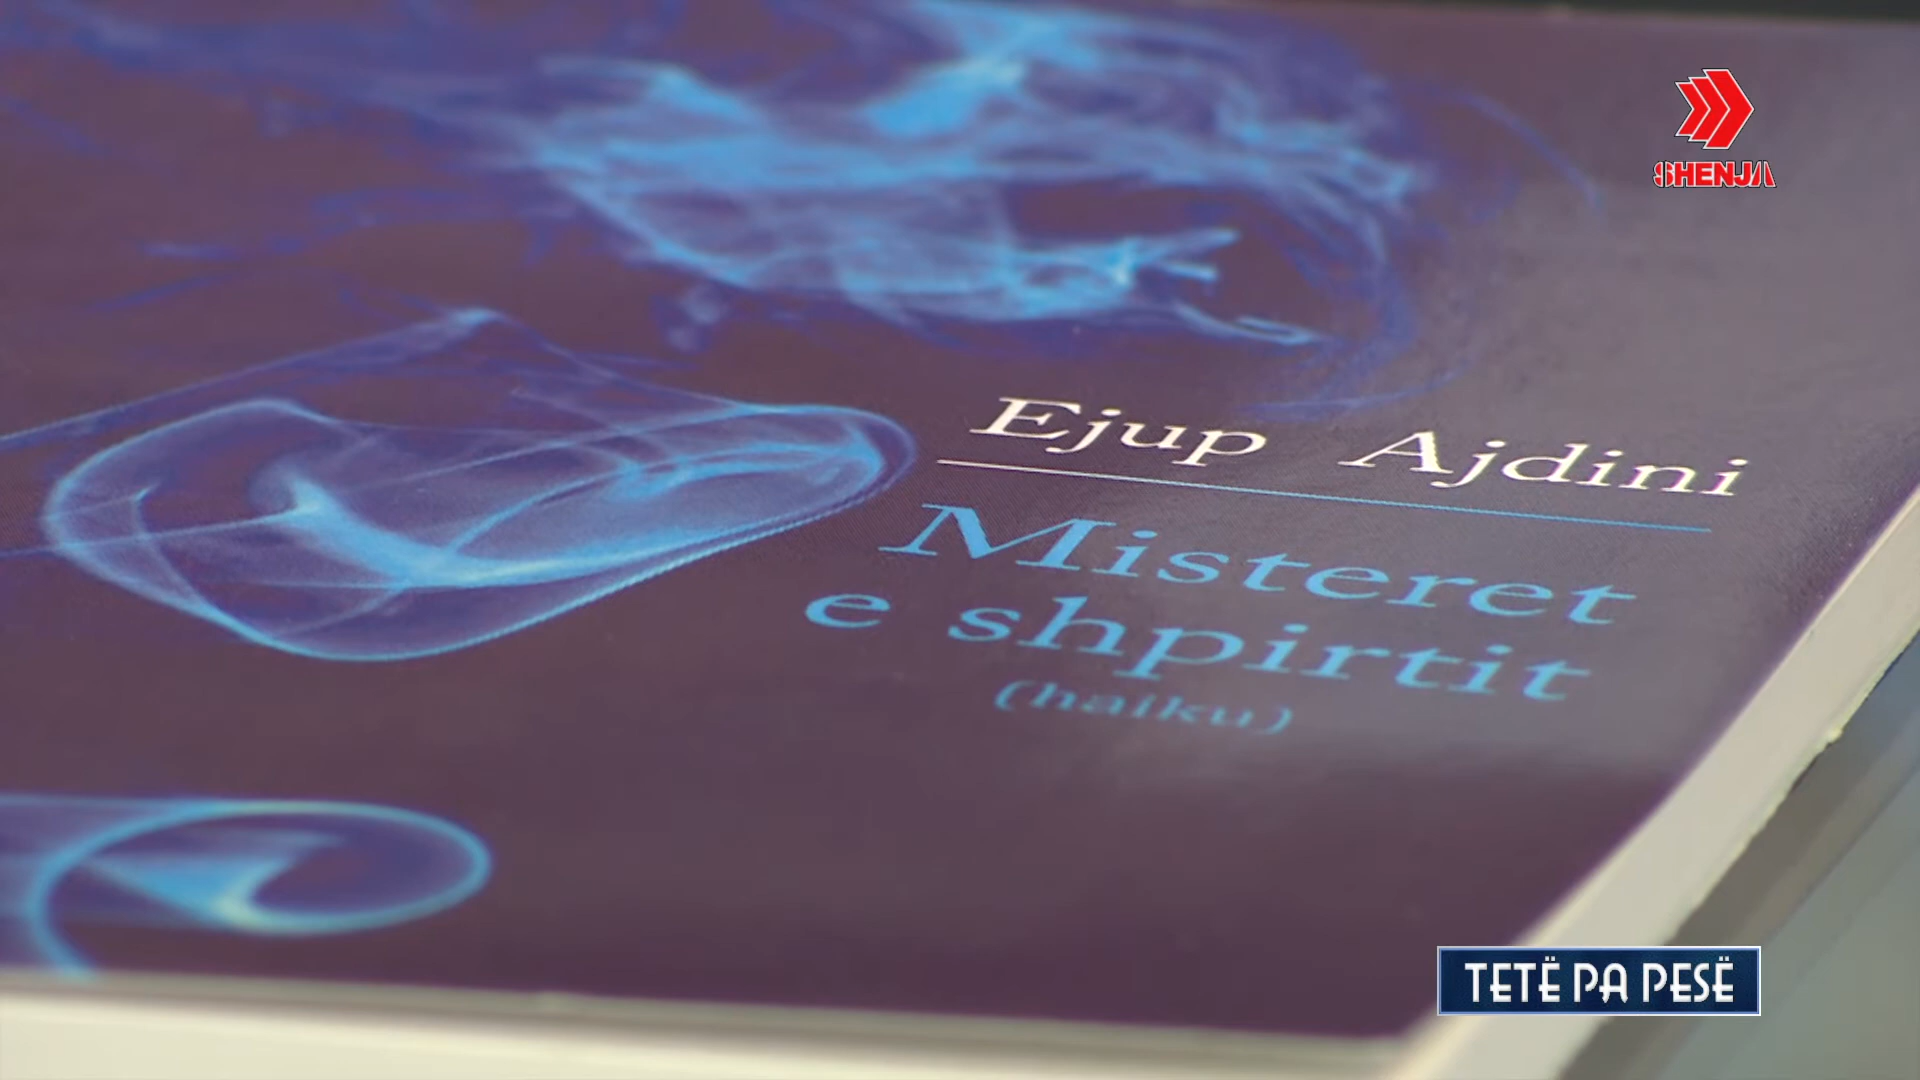 SHENJA
Ejup Ajdini
Misteret
e shpirtit
(haiku)
TETË PA PESË